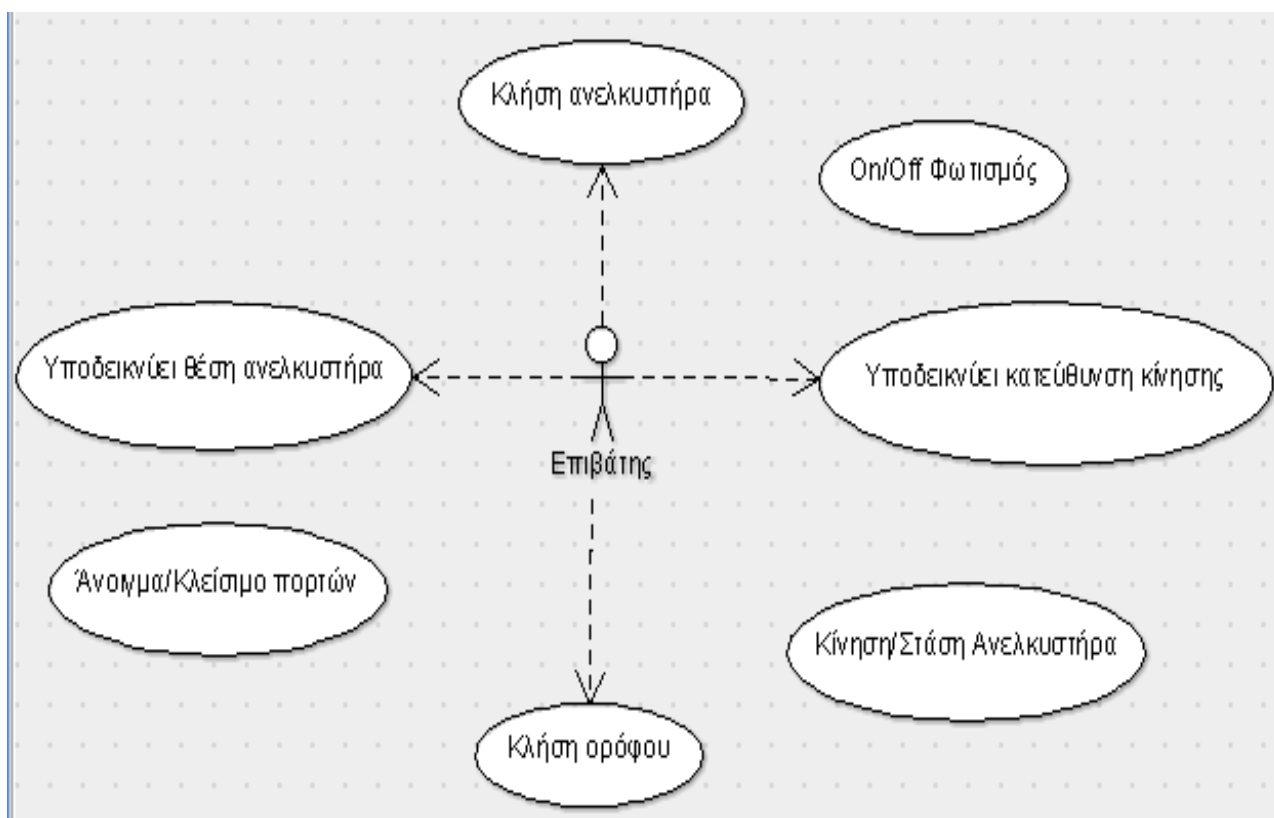 Κλήση ανελκυστήρα
On/Off Φωτισμός
Υποδεικνύει θέση ανελκυστήρα
Υποδεικνύει κατεύθυνση κίνησης
Επιβάτης
Άνοιγμα/Κλείσιμο πορτών
Κίνηση/Στάση Ανελκυστήρα
Κλήση ορόφου